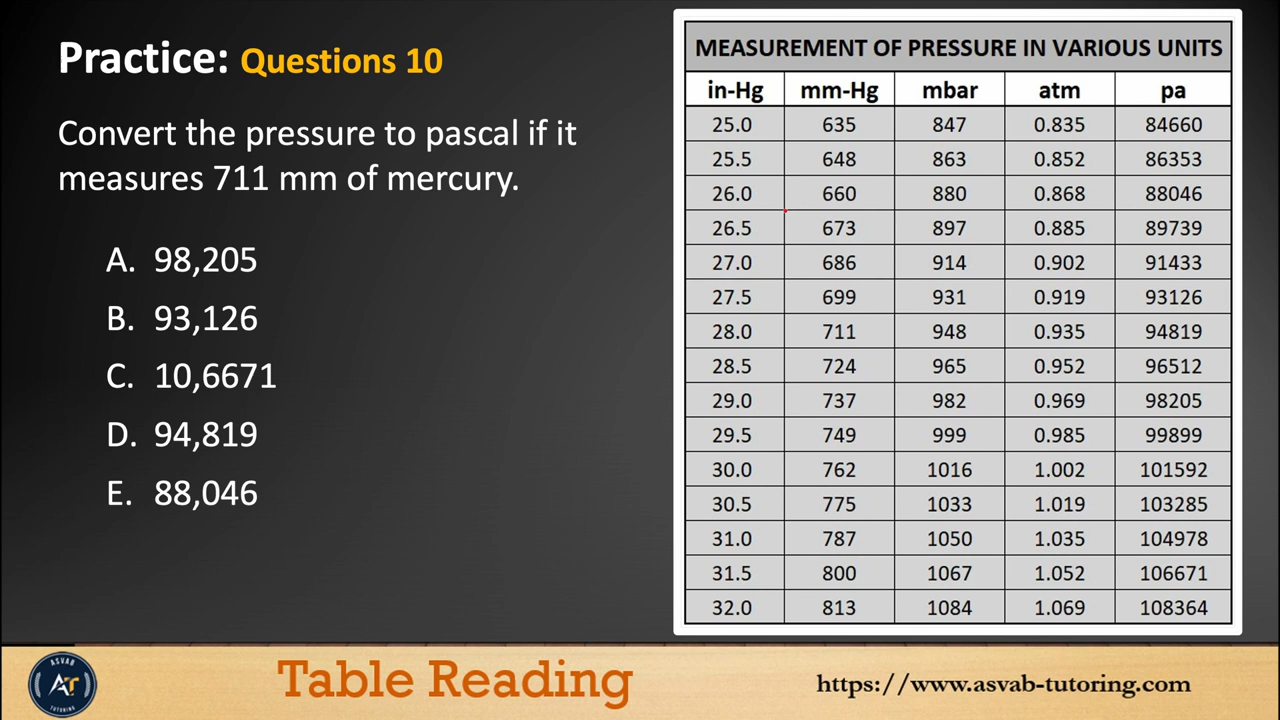 Practice: Questions 10
Convert the pressure to pascal if it
measures 711 mm of mercury.
A. 98,205
B. 93,126
C. 10,6671
D. 94,819
E. 88,046
MEASUREMENT OF PRESSURE IN VARIOUS UNITS
in-Hg mm-Hg mbar atm pa
25.0 635 847 0.835 84660
25.5 648 863 0.852 86353
26.0 660 880 0.868 88046
26.5 673 897 0.885 89739
27.0 686 914 0.902 91433
27.5 699 931 0.919 93126
28.0 711 948 0.935 94819
28.5 724 965 0.952 96512
29.0 737 982 0.969 98205
29.5 749 999 0.985 99899
30.0 762 1016 1.002 101592
30.5 775 1033 1.019 103285
31.0 787 1050 1.035 104978
31.5 800 1067 1.052 106671
32.0 813 1084 1.069 108364
ASVAB
AT
TUTORING
Table Reading
https://www.asvab-tutoring.com